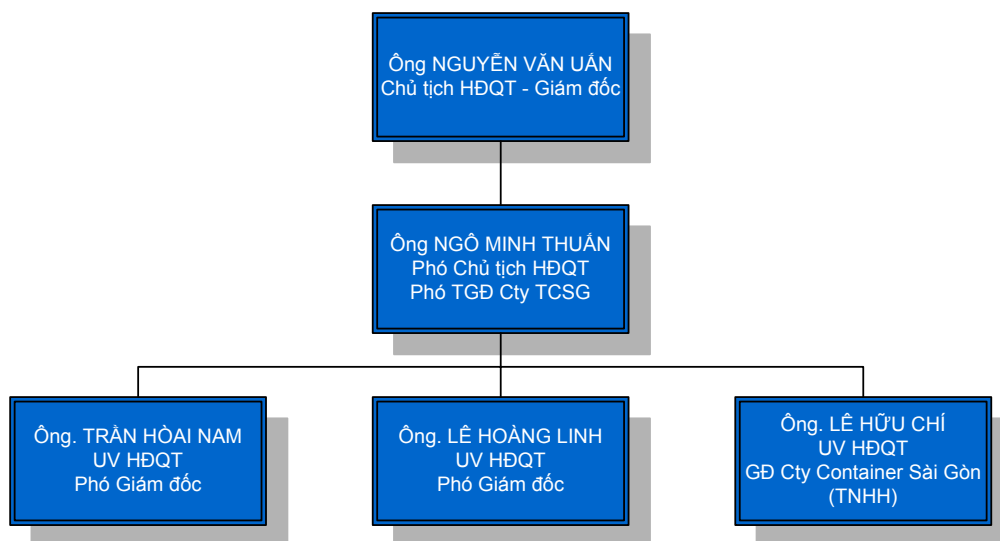 Ông NGUYỄN VĂN UẤN
Chủ tịch HĐQT - Giám đốc
Ông NGÔ MINH THUẤN
Phó Chủ tịch HĐQT
Phó TGĐ Cty TCSG
Ông. TRẦN HÒAI NAM
UV HĐQT
Phó Giám đốc
Ông. LÊ HOÀNG LINH
UV HĐQT
Phó Giám đốc
Ông. LÊ HỮU CHÍ
UV HĐQT
GĐ Cty Container Sài Gòn
(TNHH)